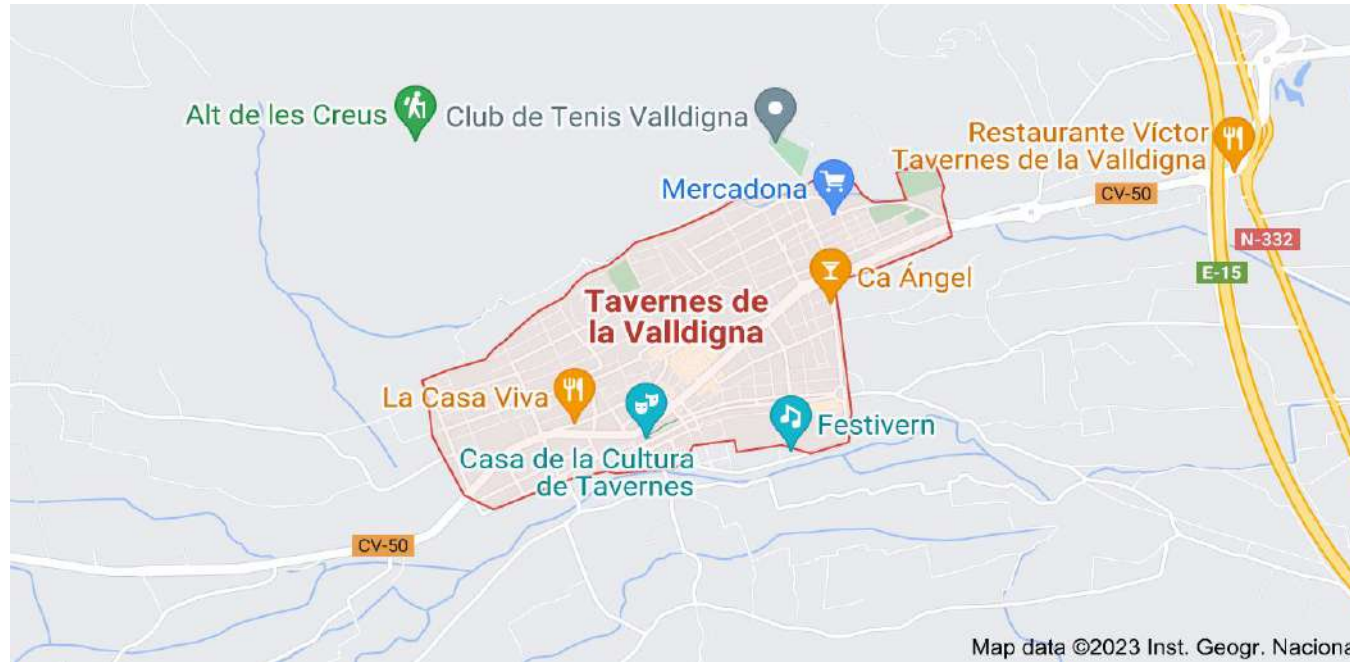 Alt de les Creus
Club de Tenis Valldigna
Restaurante Víctor
Tavernes de la Valldigna
Mercadona
CV-50
N-332
E-15
Ca Ángel
Tavernes de
la Valldigna
La Casa Viva
Festivern
Casa de la Cultura
de Tavernes
CV-50
Map data ©2023 Inst. Geogr. Naciona